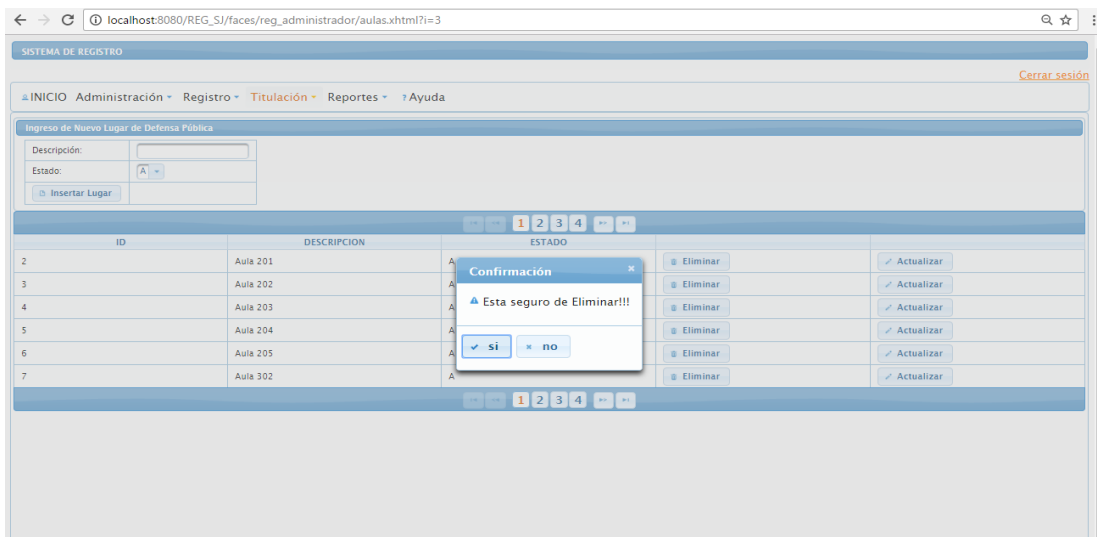 localhost:8080/REG_SJ/faces/reg_administrador/aulas.xhtml?i=3
SISTEMA DE REGISTRO
Cerrar sesión
INICIO Administración Registro Titulación Reportes ? Ayuda
Ingreso de Nuevo Lugar de Defensa Pública
Descripción:
Estado: A
Insertar Lugar
1 2 3 4
ID DESCRIPCION ESTADO
2 Aula 201 A Eliminar Actualizar
3 Aula 202 A Eliminar Actualizar
4 Aula 203 A Eliminar Actualizar
5 Aula 204 A Eliminar Actualizar
6 Aula 205 A Eliminar Actualizar
7 Aula 302 A Eliminar Actualizar
Confirmación
Esta seguro de Eliminar!!!
si no
1 2 3 4